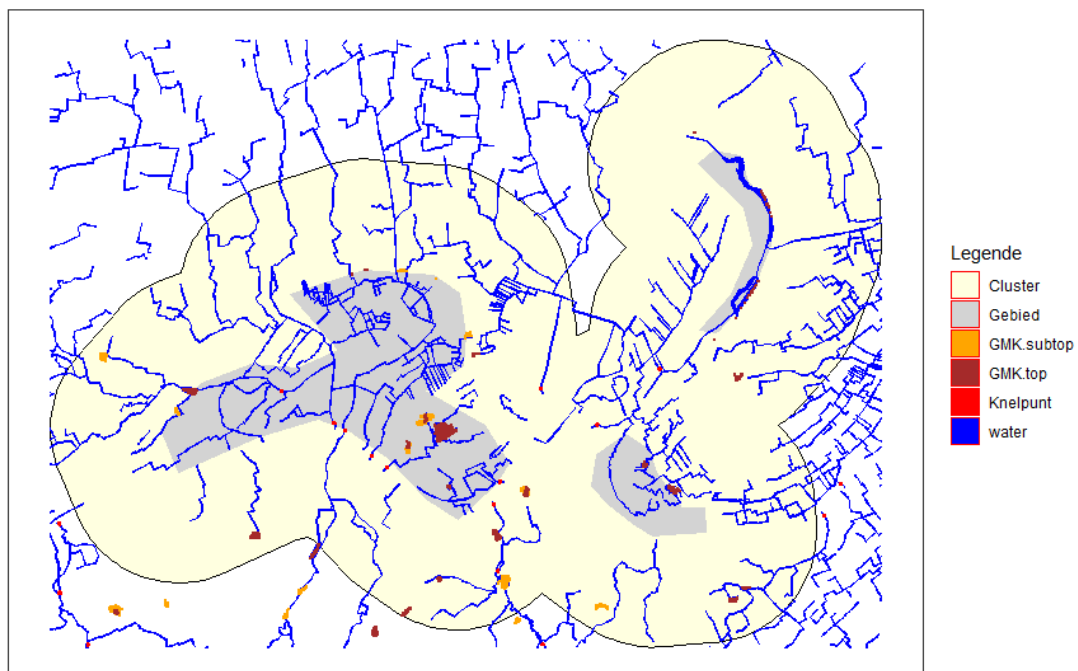 Legende
Cluster
Gebied
GMK.subtop
GMK.top
Knelpunt
water